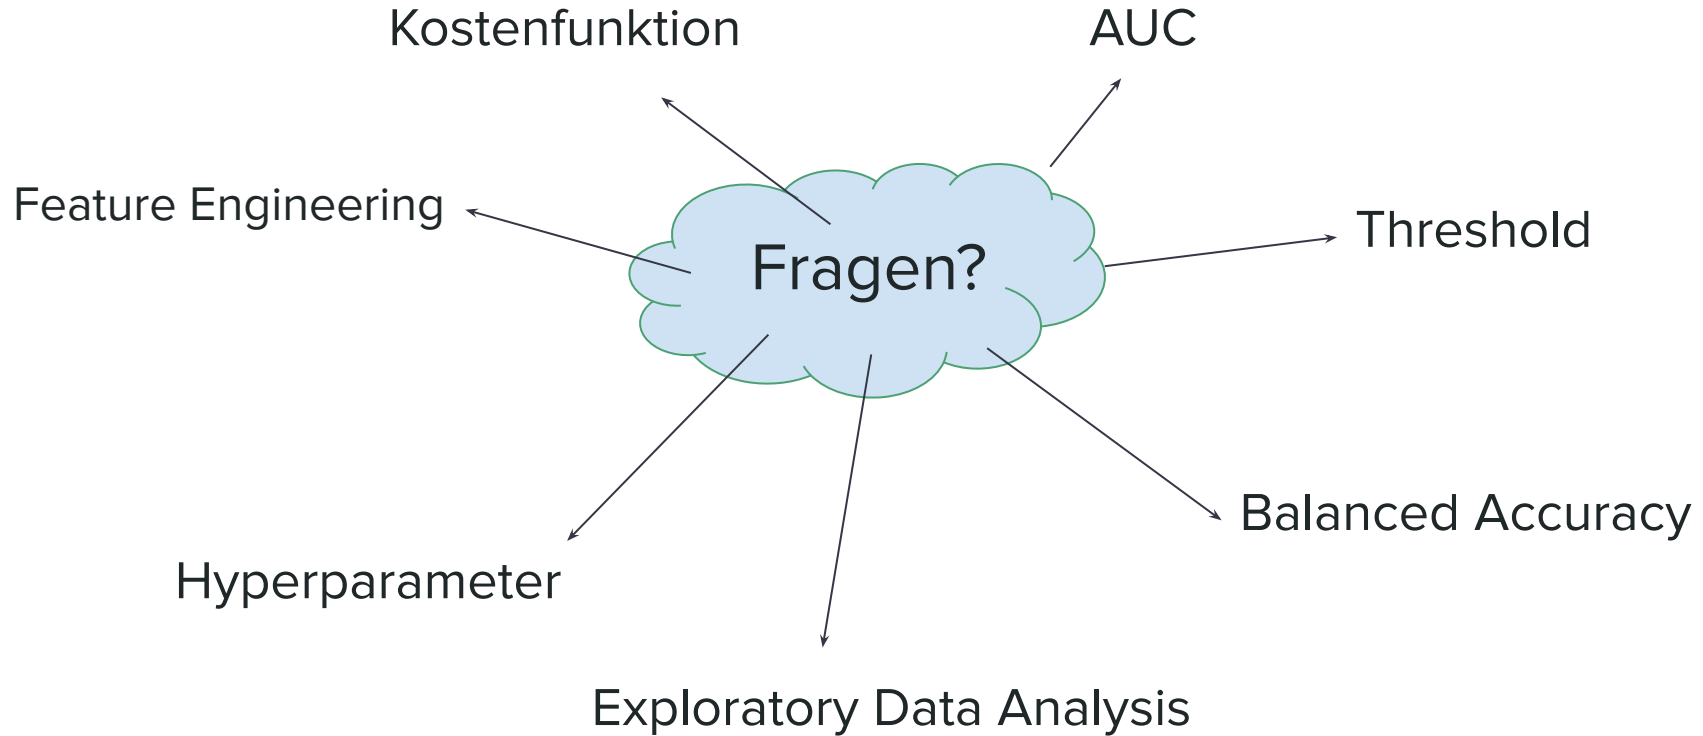 Kostenfunktion
AUC
Feature Engineering
Threshold
Fragen?
Balanced Accuracy
Hyperparameter
Exploratory Data Analysis